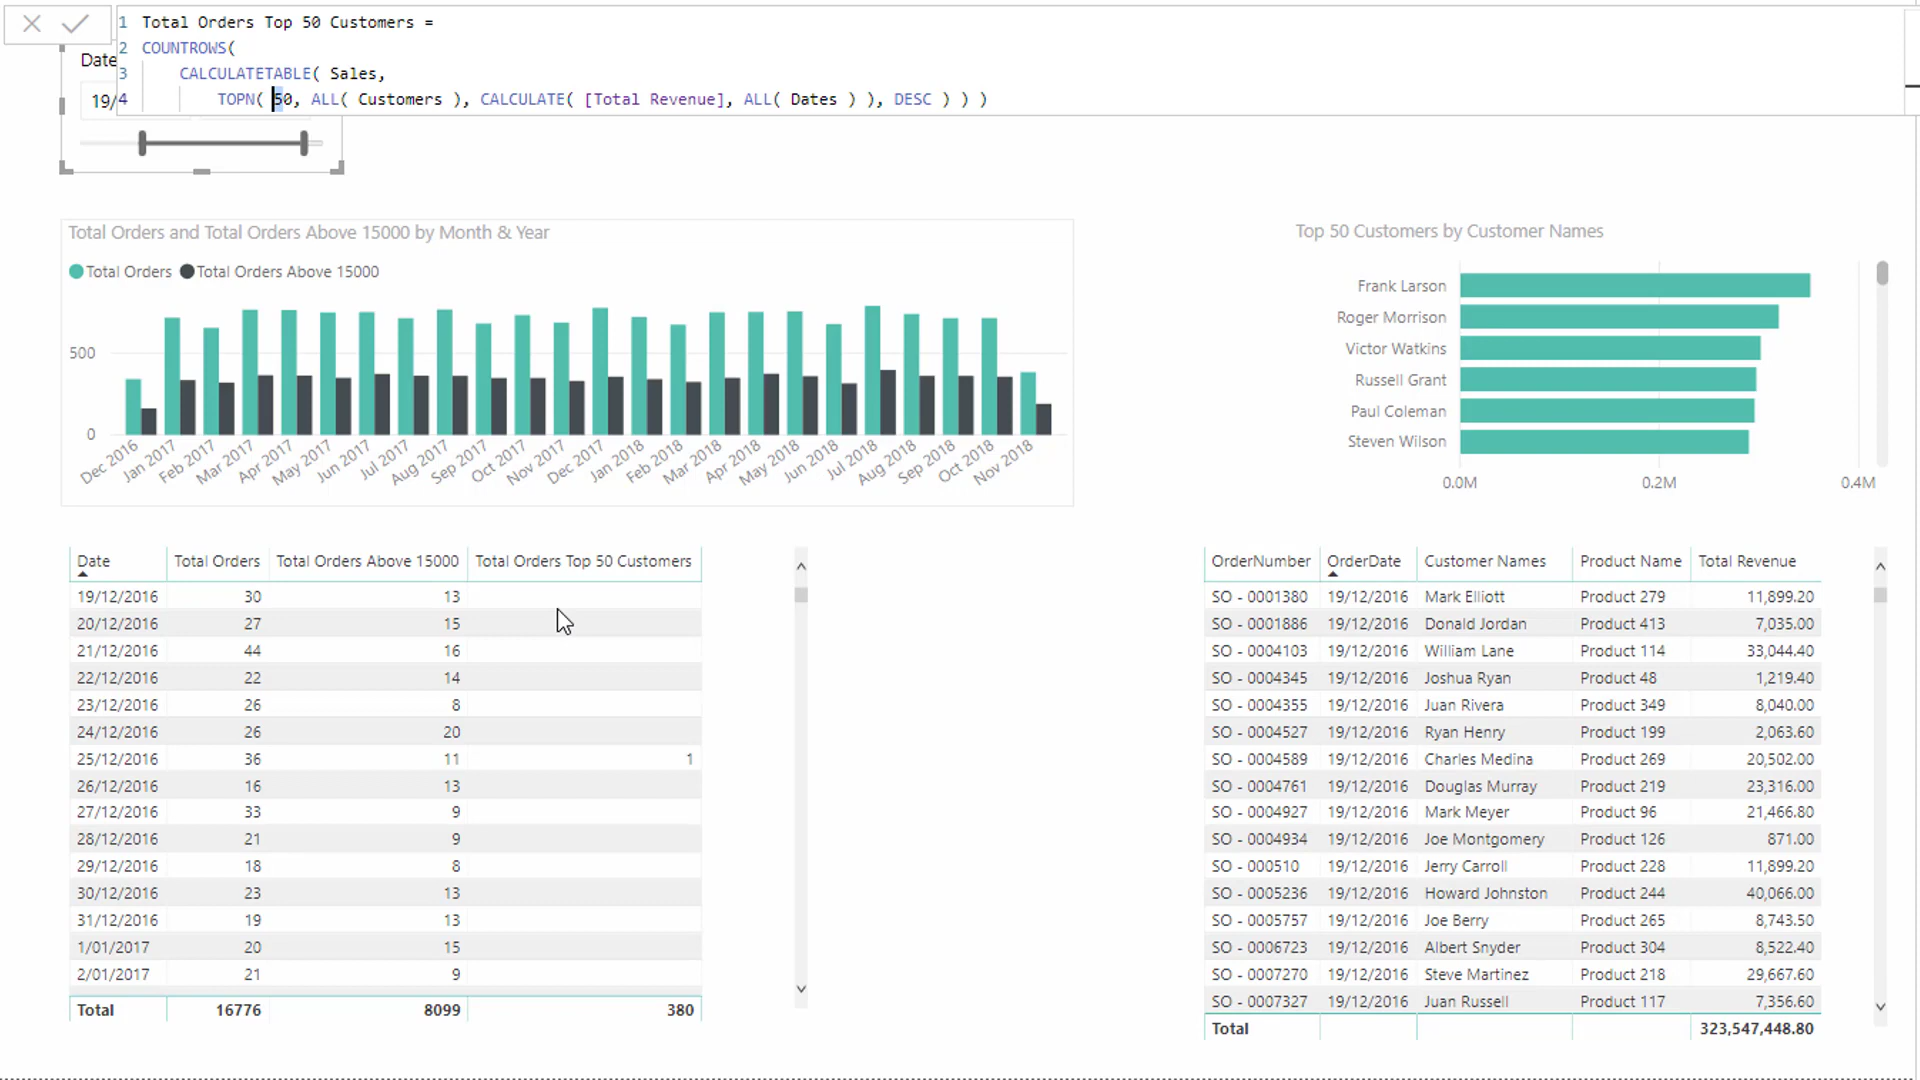 1 Total Orders Top 50 Customers =
2 COUNTROWS(
3 CALCULATETABLE( Sales,
4 TOPN( 50, ALL( Customers ), CALCULATE( [Total Revenue], ALL( Dates ) ), DESC ) ) )
Date
19/
Total Orders and Total Orders Above 15000 by Month & Year
Total Orders Total Orders Above 15000
500
0
Dec 2016 Jan 2017 Feb 2017 Mar 2017 Apr 2017 May 2017 Jun 2017 Jul 2017 Aug 2017 Sep 2017 Oct 2017 Nov 2017 Dec 2017 Jan 2018 Feb 2018 Mar 2018 Apr 2018 May 2018 Jun 2018 Jul 2018 Aug 2018 Sep 2018 Oct 2018 Nov 2018
Top 50 Customers by Customer Names
Frank Larson
Roger Morrison
Victor Watkins
Russell Grant
Paul Coleman
Steven Wilson
0.0M 0.2M 0.4M
Date Total Orders Total Orders Above 15000 Total Orders Top 50 Customers
19/12/2016 30 13
20/12/2016 27 15
21/12/2016 44 16
22/12/2016 22 14
23/12/2016 26 8
24/12/2016 26 20
25/12/2016 36 11 1
26/12/2016 16 13
27/12/2016 33 9
28/12/2016 21 9
29/12/2016 18 8
30/12/2016 23 13
31/12/2016 19 13
1/01/2017 20 15
2/01/2017 21 9
Total 16776 8099 380
OrderNumber OrderDate Customer Names Product Name Total Revenue
SO - 0001380 19/12/2016 Mark Elliott Product 279 11,899.20
SO - 0001886 19/12/2016 Donald Jordan Product 413 7,035.00
SO - 0004103 19/12/2016 William Lane Product 114 33,044.40
SO - 0004345 19/12/2016 Joshua Ryan Product 48 1,219.40
SO - 0004355 19/12/2016 Juan Rivera Product 349 8,040.00
SO - 0004527 19/12/2016 Ryan Henry Product 199 2,063.60
SO - 0004589 19/12/2016 Charles Medina Product 269 20,502.00
SO - 0004761 19/12/2016 Douglas Murray Product 219 23,316.00
SO - 0004927 19/12/2016 Mark Meyer Product 96 21,466.80
SO - 0004934 19/12/2016 Joe Montgomery Product 126 871.00
SO - 000510 19/12/2016 Jerry Carroll Product 228 11,899.20
SO - 0005236 19/12/2016 Howard Johnston Product 244 40,066.00
SO - 0005757 19/12/2016 Joe Berry Product 265 8,743.50
SO - 0006723 19/12/2016 Albert Snyder Product 304 8,522.40
SO - 0007270 19/12/2016 Steve Martinez Product 218 29,667.60
SO - 0007327 19/12/2016 Juan Russell Product 117 7,356.60
Total 323,547,448.80